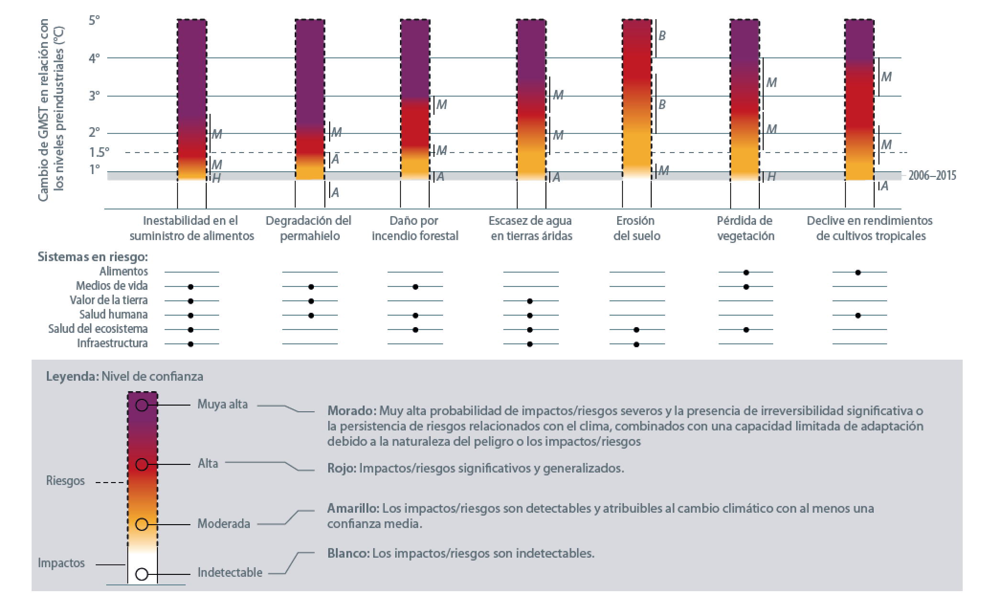 Cambio de GMST en relación con
los niveles preindustriales (°C)
5°
4°
3°
2°
1.5°
1°
M
M
H
M
A
A
M
M
A
M
M
A
B
B
M
M
M
H
M
M
A
2006–2015
Inestabilidad en el
suministro de alimentos
Degradación del
permahielo
Daño por
incendio forestal
Escasez de agua
en tierras áridas
Erosión
del suelo
Pérdida de
vegetación
Declive en rendimientos
de cultivos tropicales
Sistemas en riesgo:
Alimentos
Medios de vida
Valor de la tierra
Salud humana
Salud del ecosistema
Infraestructura
Leyenda: Nivel de confianza
Muya alta
Morado: Muy alta probabilidad de impactos/riesgos severos y la presencia de irreversibilidad significativa o
la persistencia de riesgos relacionados con el clima, combinados con una capacidad limitada de adaptación
debido a la naturaleza del peligro o los impactos/riesgos
Alta
Rojo: Impactos/riesgos significativos y generalizados.
Riesgos
Moderada
Amarillo: Los impactos/riesgos son detectables y atribuibles al cambio climático con al menos una
confianza media.
Impactos
Indetectable
Blanco: Los impactos/riesgos son indetectables.